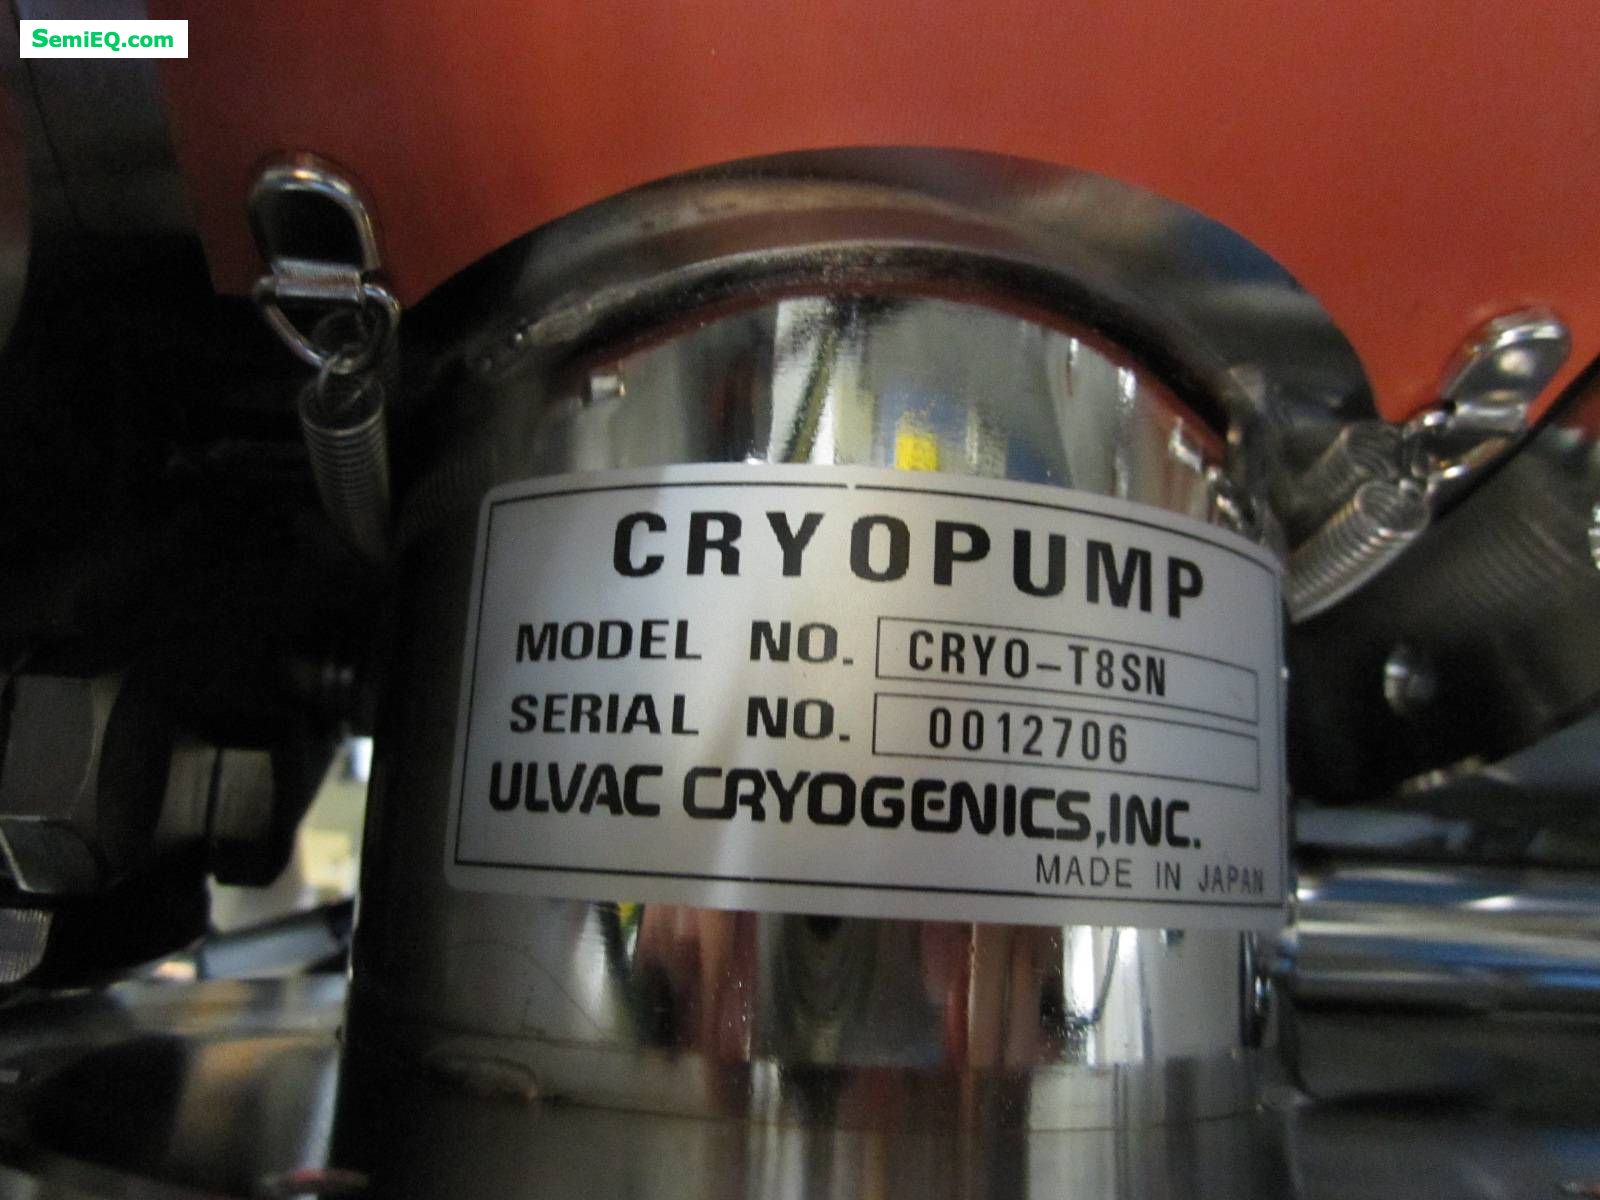 SemiEQ.com
CRYOPUMP
MODEL NO. CRYO-T8SN
SERIAL NO. 0012706
ULVAC CRYOGENICS,INC.
MADE IN JAPAN